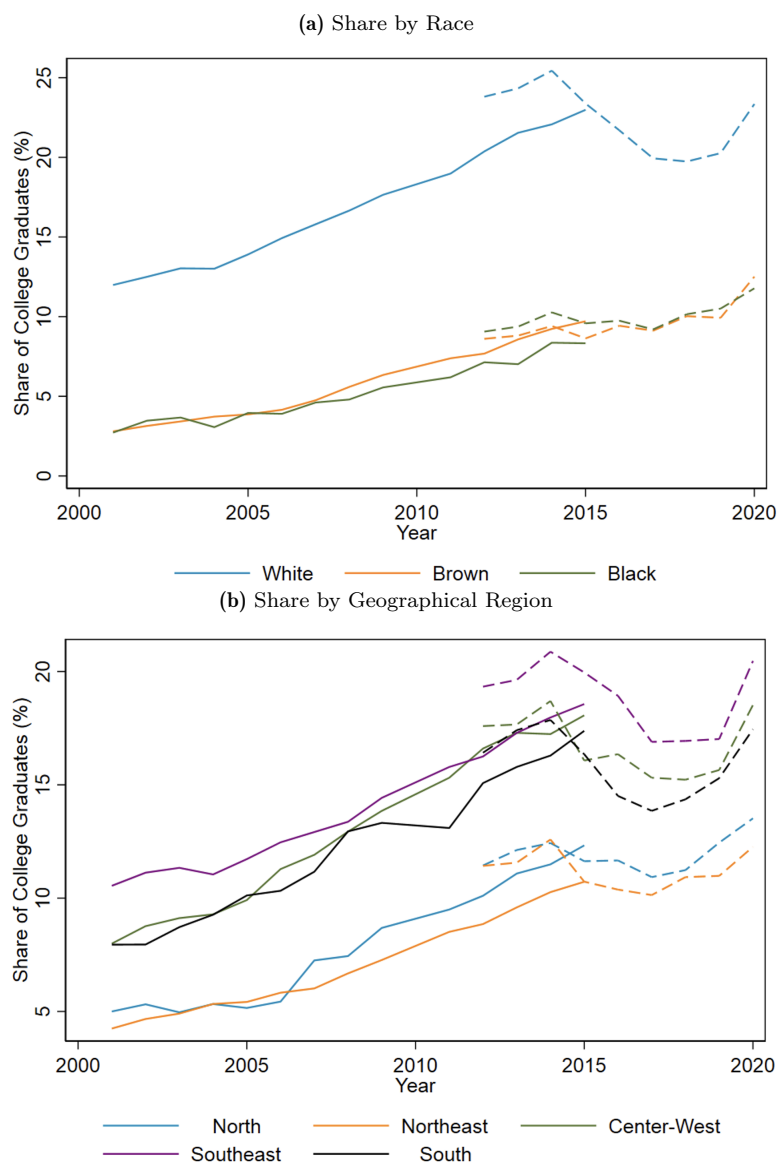 (a) Share by Race
Share of College Graduates (%)
25
20
15
10
5
0
2000 2005 2010 2015 2020
Year
White Brown Black
(b) Share by Geographical Region
Share of College Graduates (%)
20
15
10
5
2000 2005 2010 2015 2020
Year
North Northeast Center-West
Southeast South